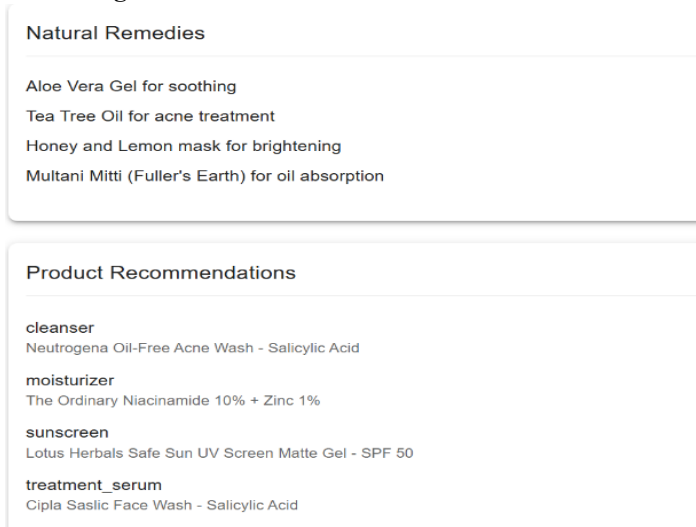 Natural Remedies
Aloe Vera Gel for soothing
Tea Tree Oil for acne treatment
Honey and Lemon mask for brightening
Multani Mitti (Fuller's Earth) for oil absorption
Product Recommendations
cleanser
Neutrogena Oil-Free Acne Wash - Salicylic Acid
moisturizer
The Ordinary Niacinamide 10% + Zinc 1%
sunscreen
Lotus Herbals Safe Sun UV Screen Matte Gel - SPF 50
treatment_serum
Cipla Saslic Face Wash - Salicylic Acid